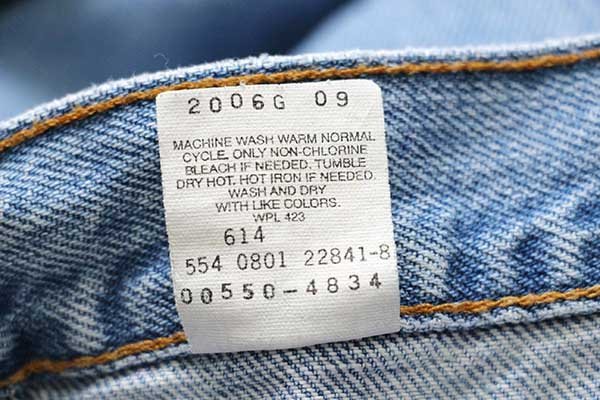 2006G 09
MACHINE WASH WARM NORMAL
CYCLE. ONLY NON-CHLORINE
BLEACH IF NEEDED. TUMBLE
DRY HOT. HOT IRON IF NEEDED.
WASH AND DRY
WITH LIKE COLORS.
WPL 423
614
554 0801 22841-8
00550-4834